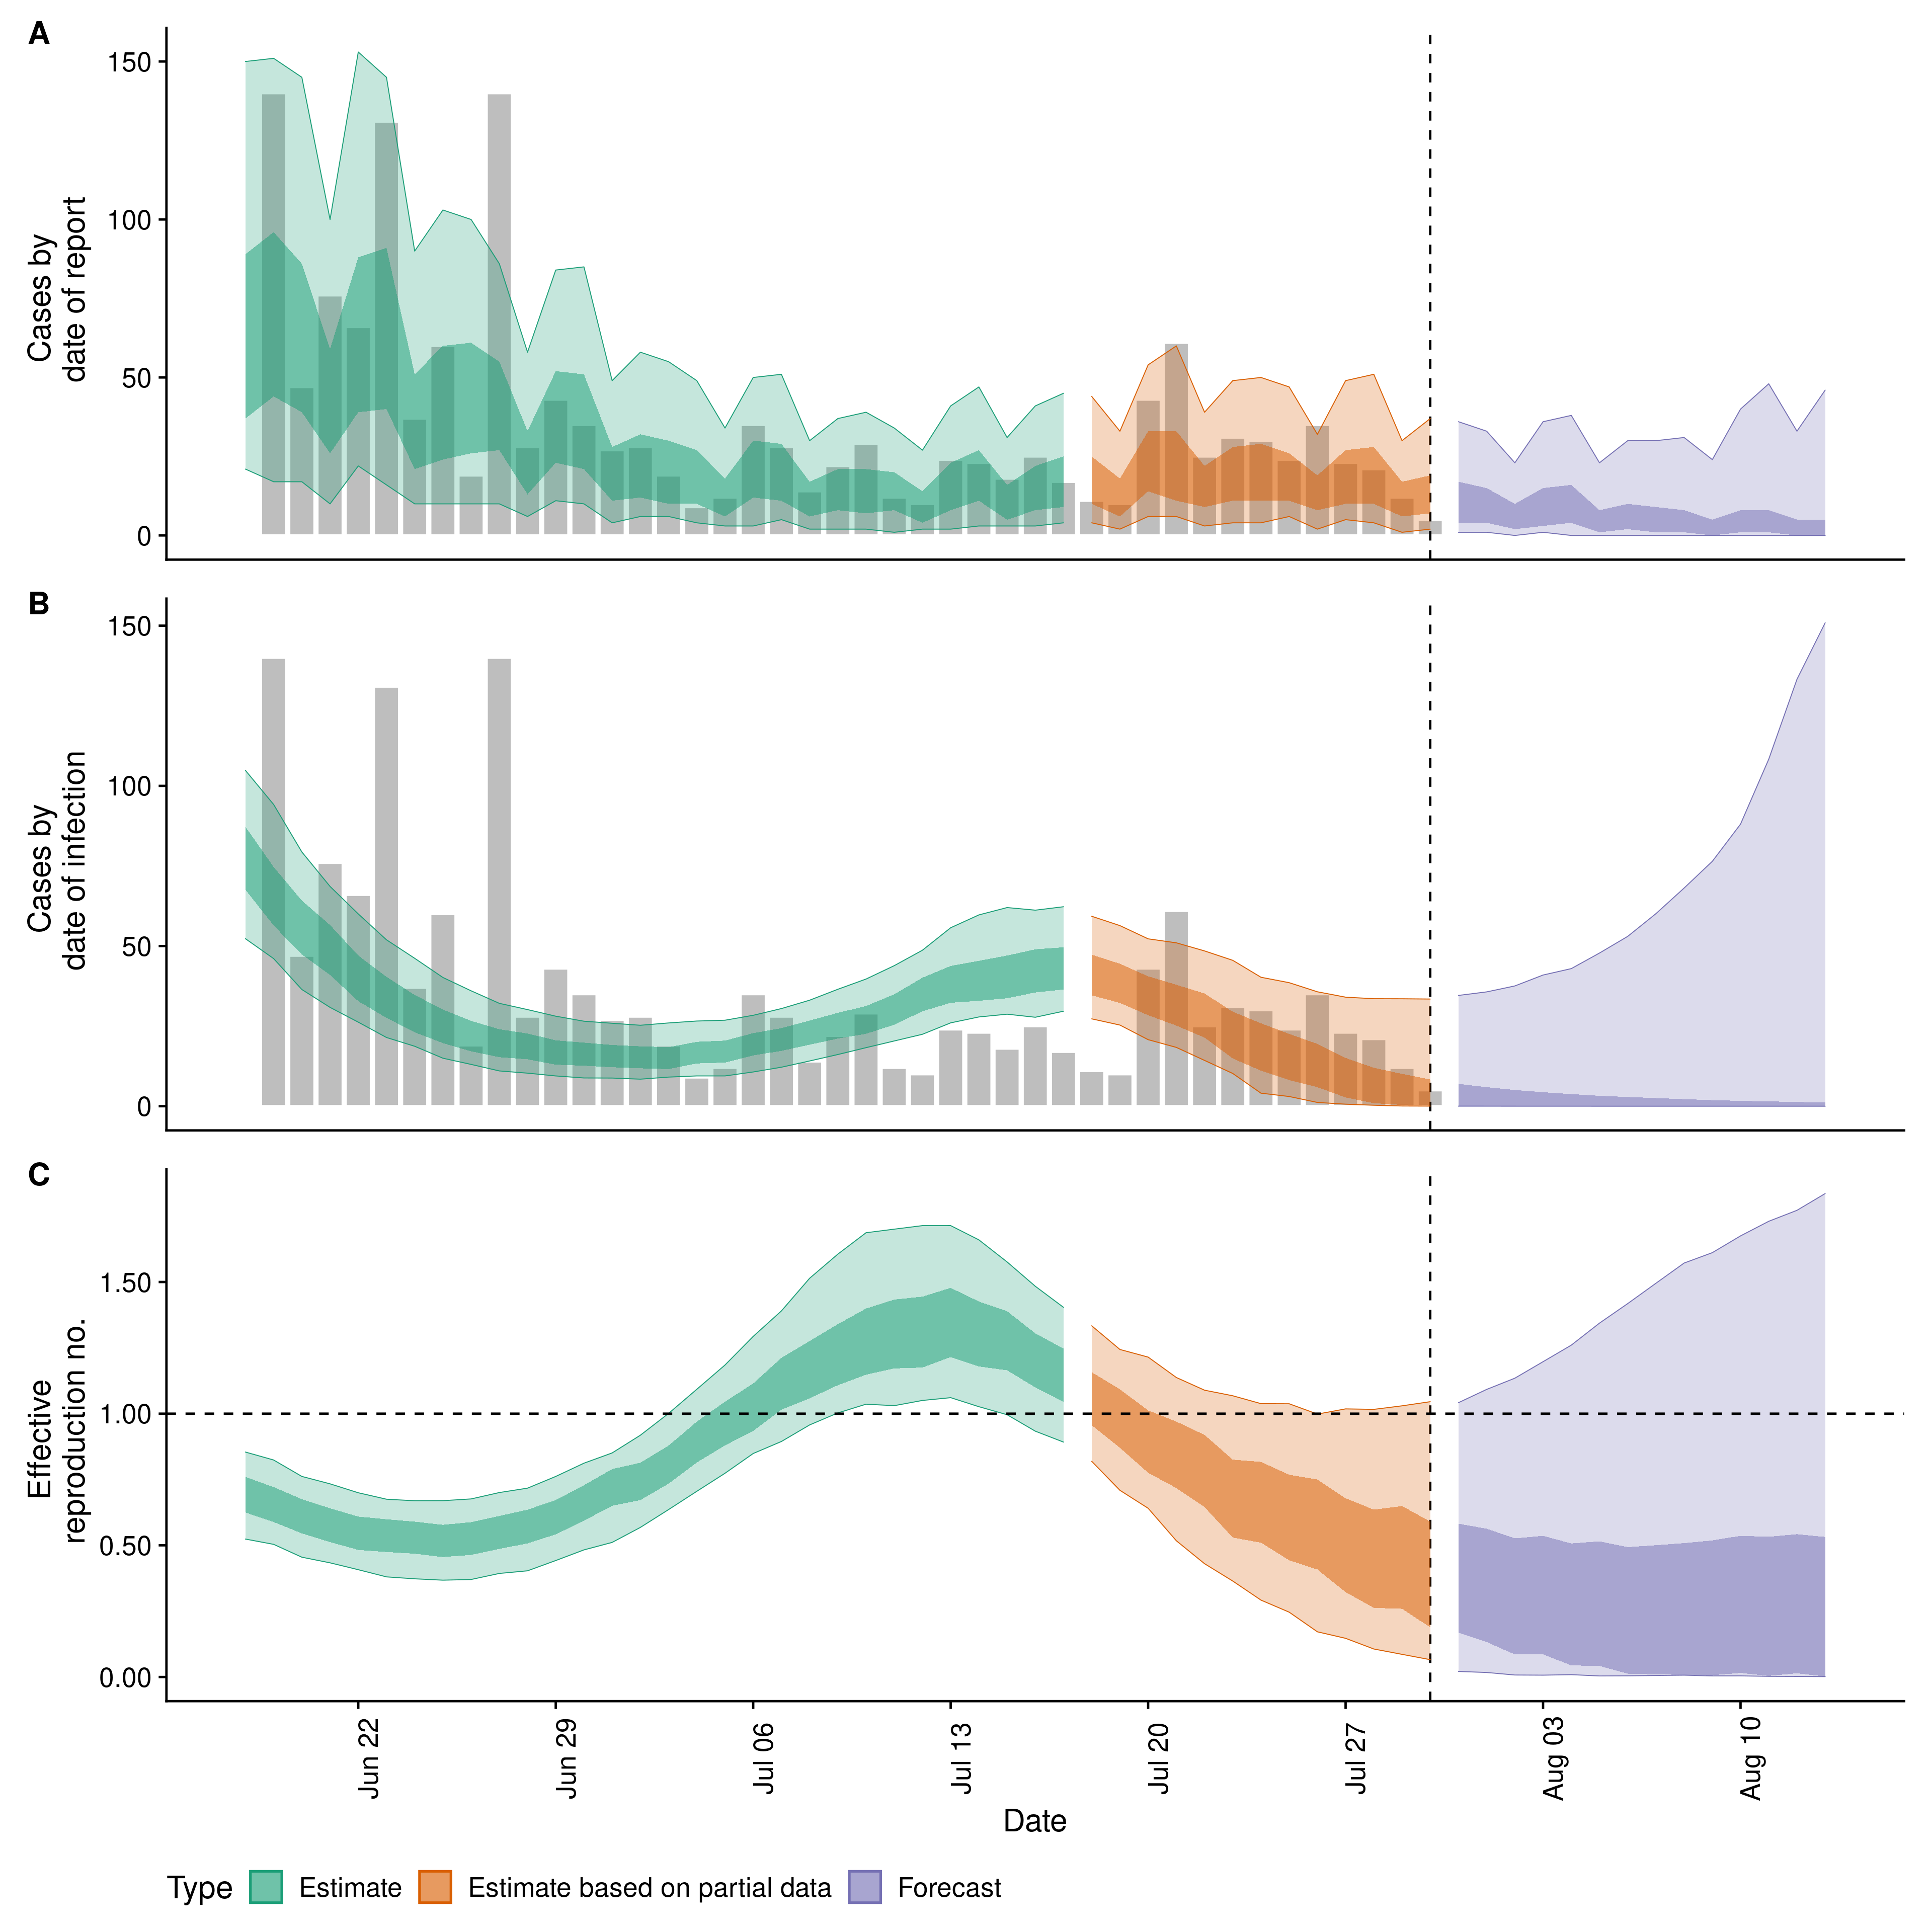 A
150
100
50
0
Cases by
date of report
B
150
100
50
0
Cases by
date of infection
C
1.50
1.00
0.50
0.00
Effective
reproduction no.
Jun 22
Jun 29
Jul 06
Jul 13
Jul 20
Jul 27
Aug 03
Aug 10
Date
Type Estimate Estimate based on partial data Forecast